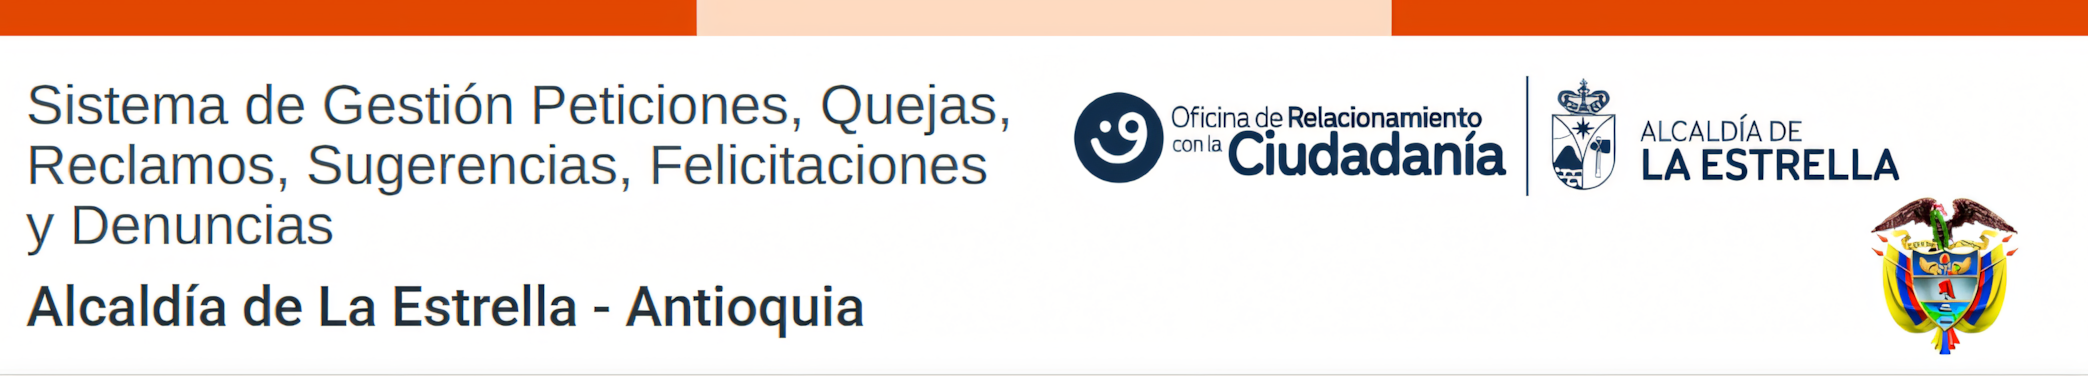 Sistema de Gestión Peticiones, Quejas,
Reclamos, Sugerencias, Felicitaciones
y Denuncias
Alcaldía de La Estrella - Antioquia
Oficina de Relacionamiento
con la Ciudadanía
ALCALDÍA DE
LA ESTRELLA